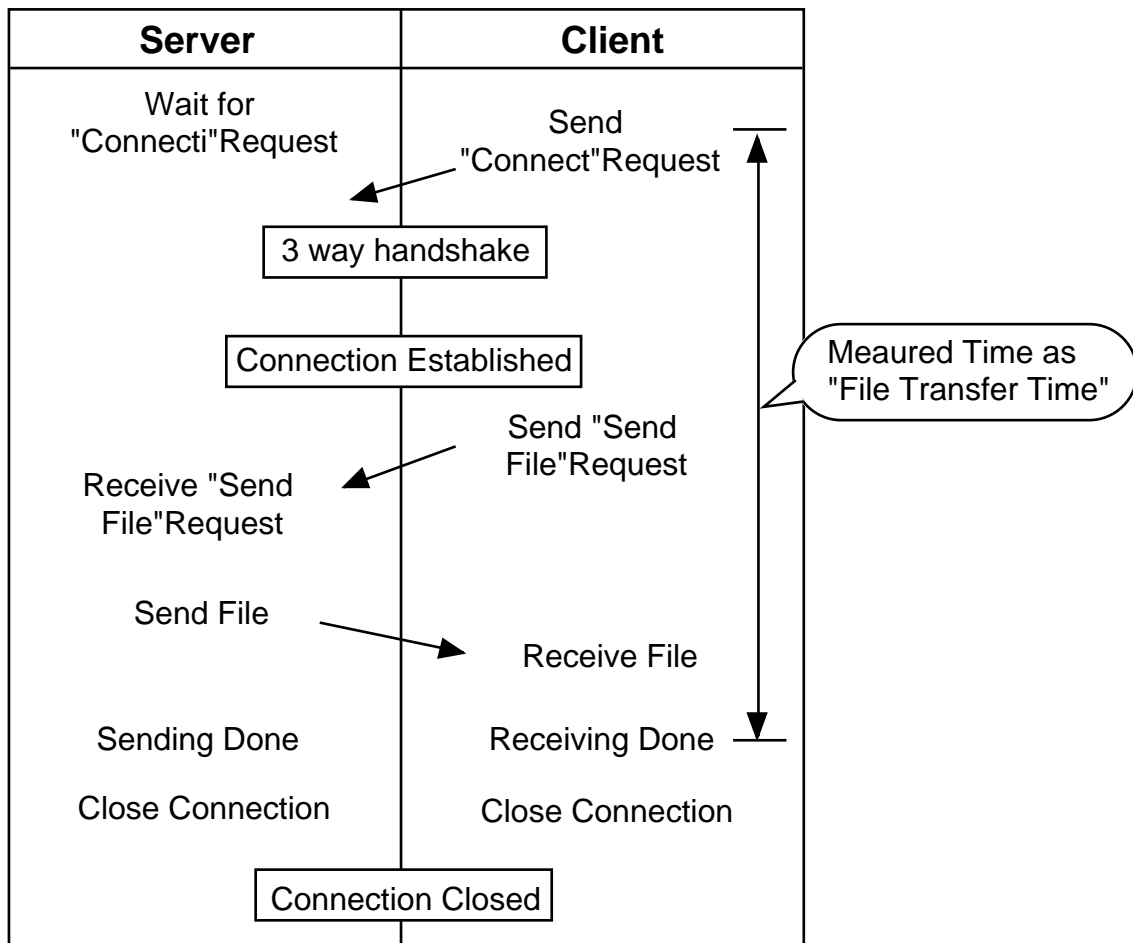 Server
Client
Wait for
"Connecti"Request
Send
"Connect"Request
3 way handshake
Connection Established
Meaured Time as
"File Transfer Time"
Send "Send
File"Request
Receive "Send
File"Request
Send File
Receive File
Sending Done
Receiving Done
Close Connection
Close Connection
Connection Closed